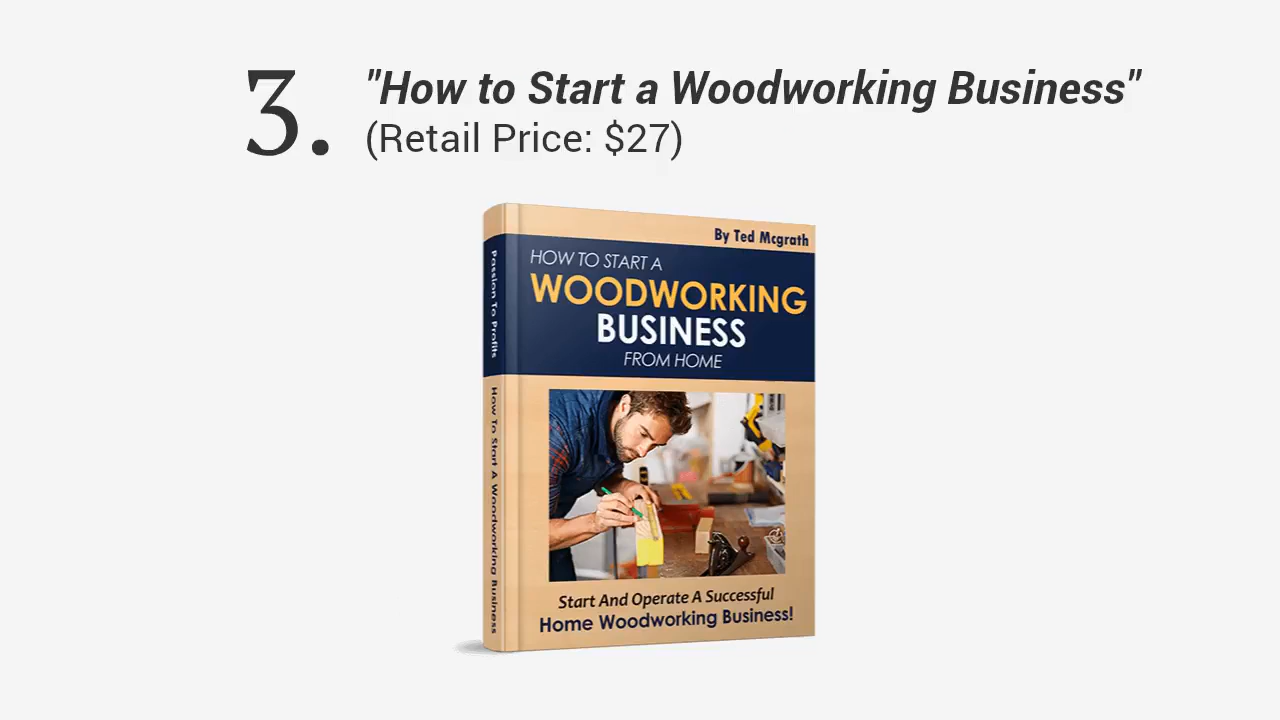 3.
"How to Start a Woodworking Business"
(Retail Price: $27)
By Ted Mcgrath
HOW TO START A
WOODWORKING
BUSINESS
FROM HOME
Start And Operate A Successful
Home Woodworking Business!
Passion To Profits
How To Start A Woodworking Business